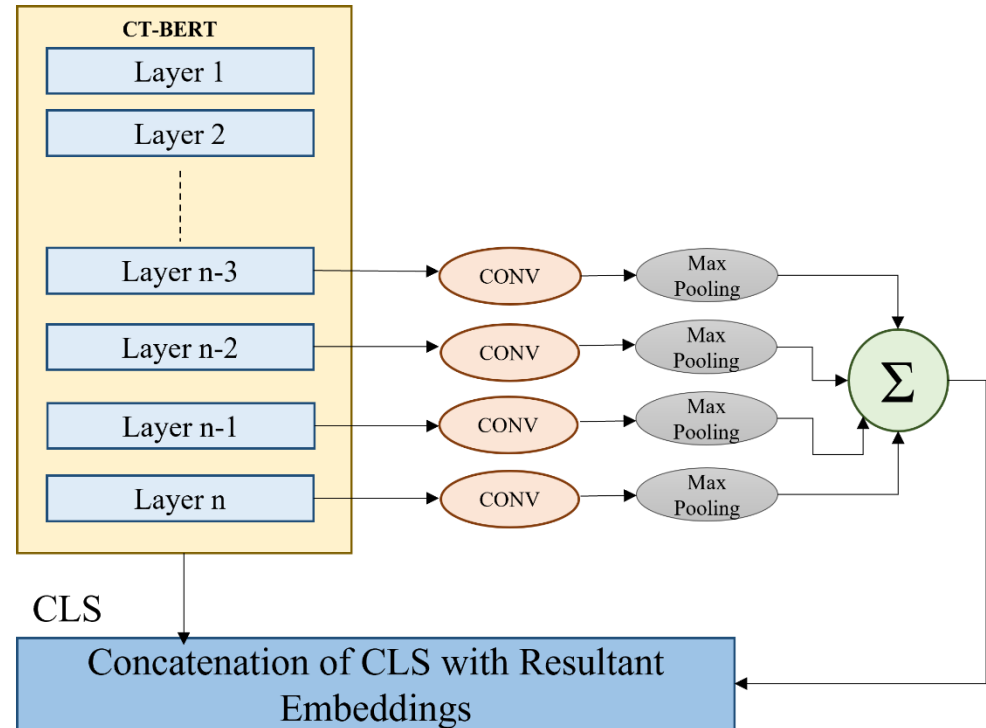 CT-BERT
Layer 1
Layer 2
Layer n-3
CONV
Max
Pooling
Layer n-2
CONV
Max
Pooling
Σ
Layer n-1
CONV
Max
Pooling
Layer n
CONV
Max
Pooling
CLS
Concatenation of CLS with Resultant
Embeddings